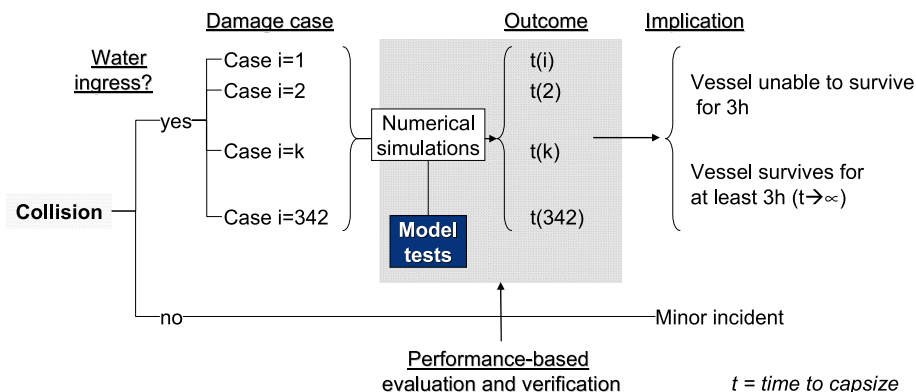 Damage case
Outcome
Implication
Water
ingress?
Case i=1
Case i=2
Case i=k
Case i=342
yes
Numerical
simulations
Model
tests
t(i)
t(2)
t(k)
t(342)
Vessel unable to survive
for 3h
Vessel survives for
at least 3h (t→∝)
Collision
no
Minor incident
Performance-based
evaluation and verification
t = time to capsize